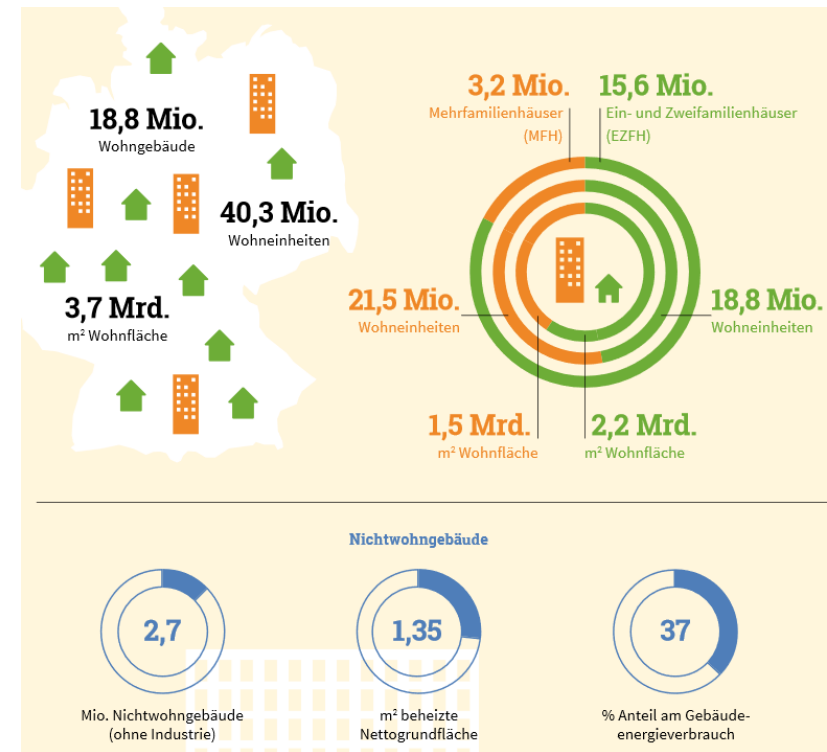 18,8 Mio.
Wohngebäude
40,3 Mio.
Wohneinheiten
3,7 Mrd.
m² Wohnfläche
3,2 Mio.
Mehrfamilienhäuser
(MFH)
15,6 Mio.
Ein- und Zweifamilienhäuser
(EZFH)
21,5 Mio.
Wohneinheiten
18,8 Mio.
Wohneinheiten
1,5 Mrd.
m² Wohnfläche
2,2 Mrd.
m² Wohnfläche
Nichtwohngebäude
2,7
Mio. Nichtwohngebäude
(ohne Industrie)
1,35
m² beheizte
Nettogrundfläche
37
% Anteil am Gebäude-
energieverbrauch